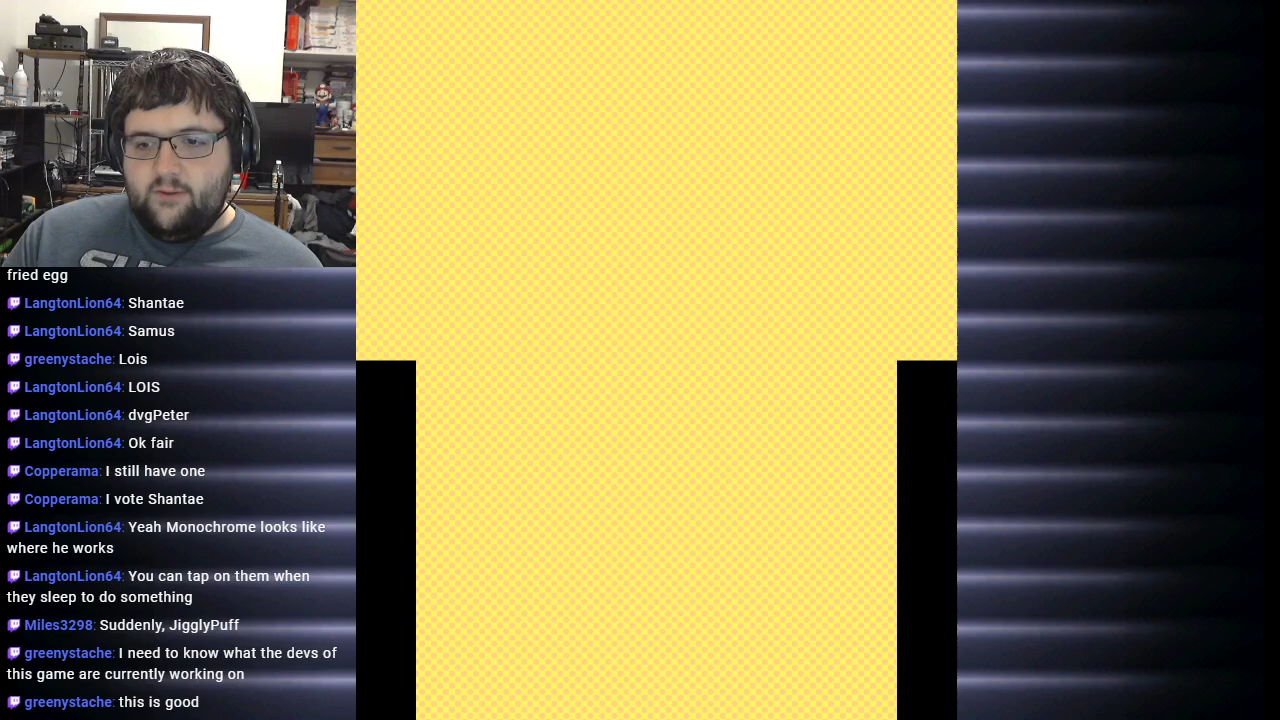 fried egg
LangtonLion64: Shantae
LangtonLion64: Samus
greenystache: Lois
LangtonLion64: LOIS
LangtonLion64: dvgPeter
LangtonLion64: Ok fair
Copperama: I still have one
Copperama: I vote Shantae
LangtonLion64: Yeah Monochrome looks like
where he works
LangtonLion64: You can tap on them when
they sleep to do something
Miles3298: Suddenly, JigglyPuff
greenystache: I need to know what the devs of
this game are currently working on
greenystache: this is good